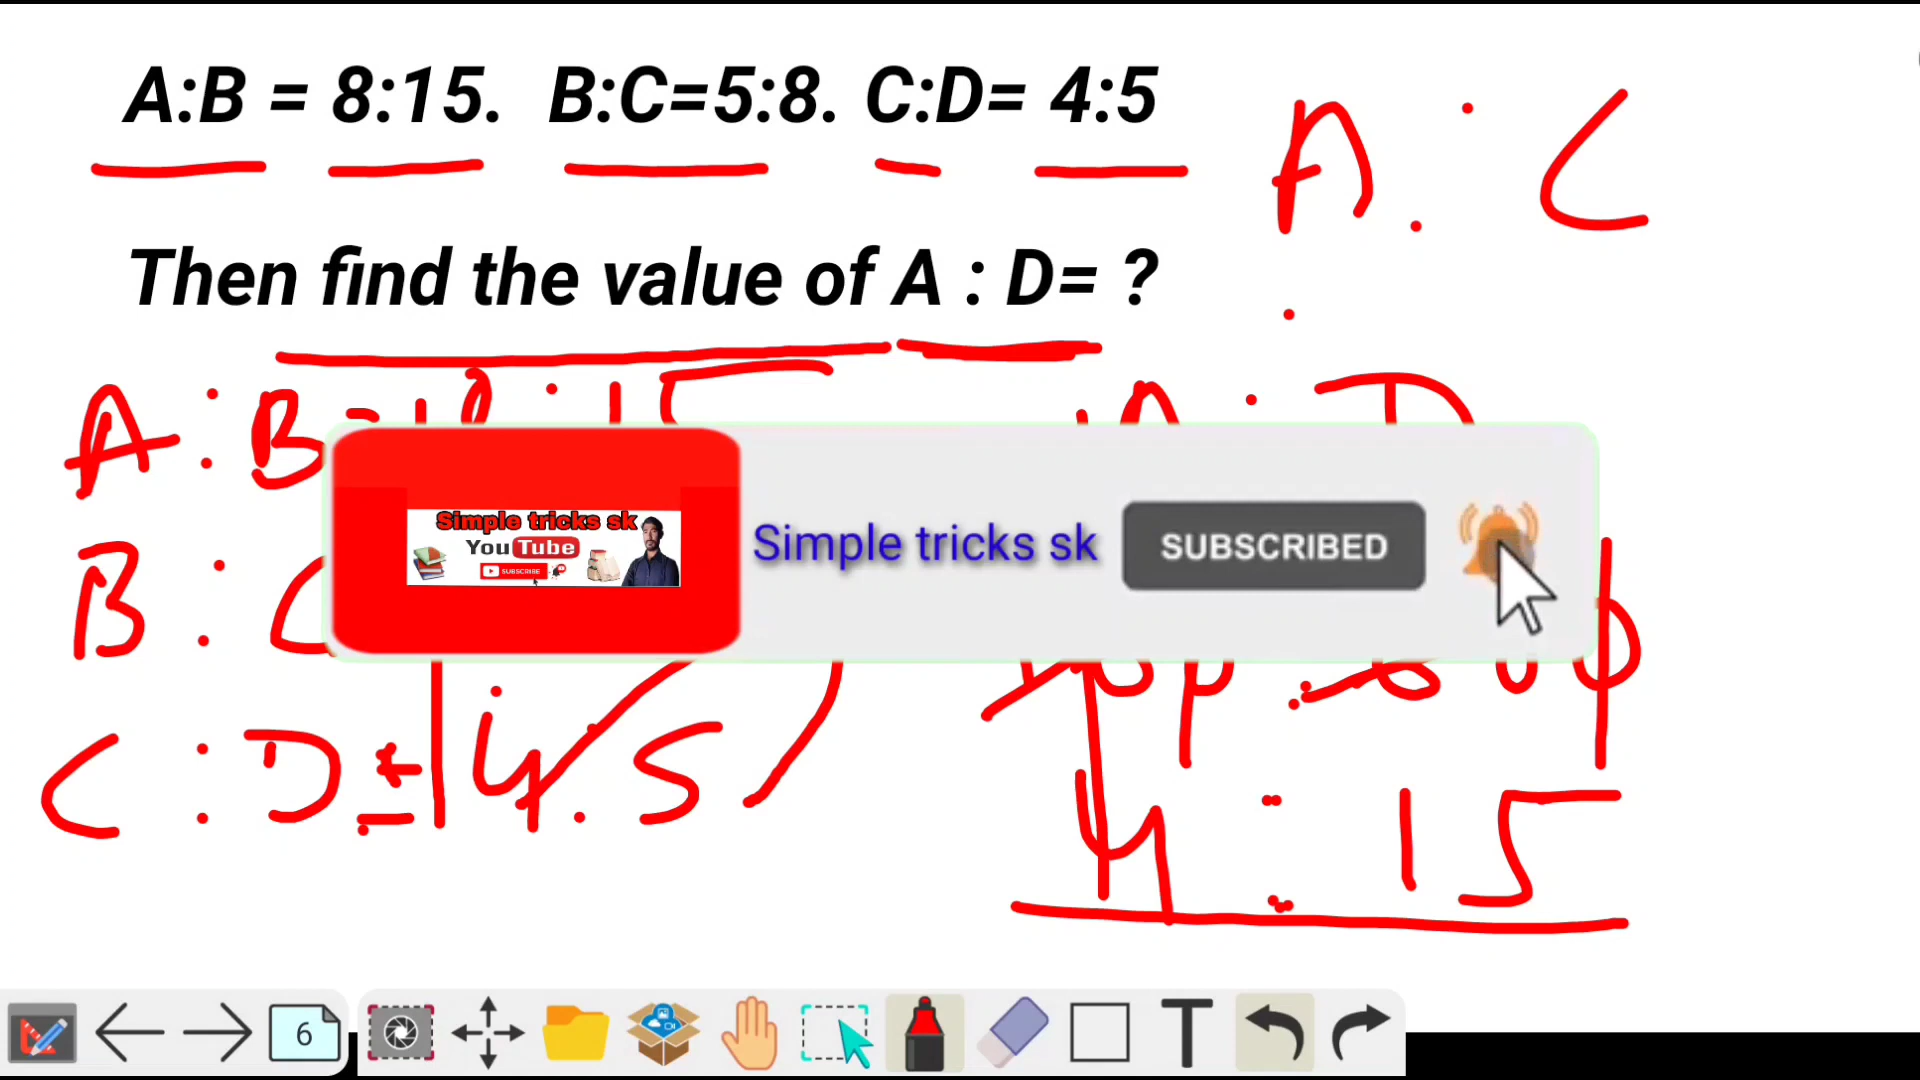 A:B = 8:15. B:C=5:8. C:D= 4:5
A : C
Then find the value of A : D= ?
A : B
B : C
Simple tricks sk
YouTube
SUBSCRIBE
Simple tricks sk
SUBSCRIBED
C : D
4 : 5
4 : 15
6
T